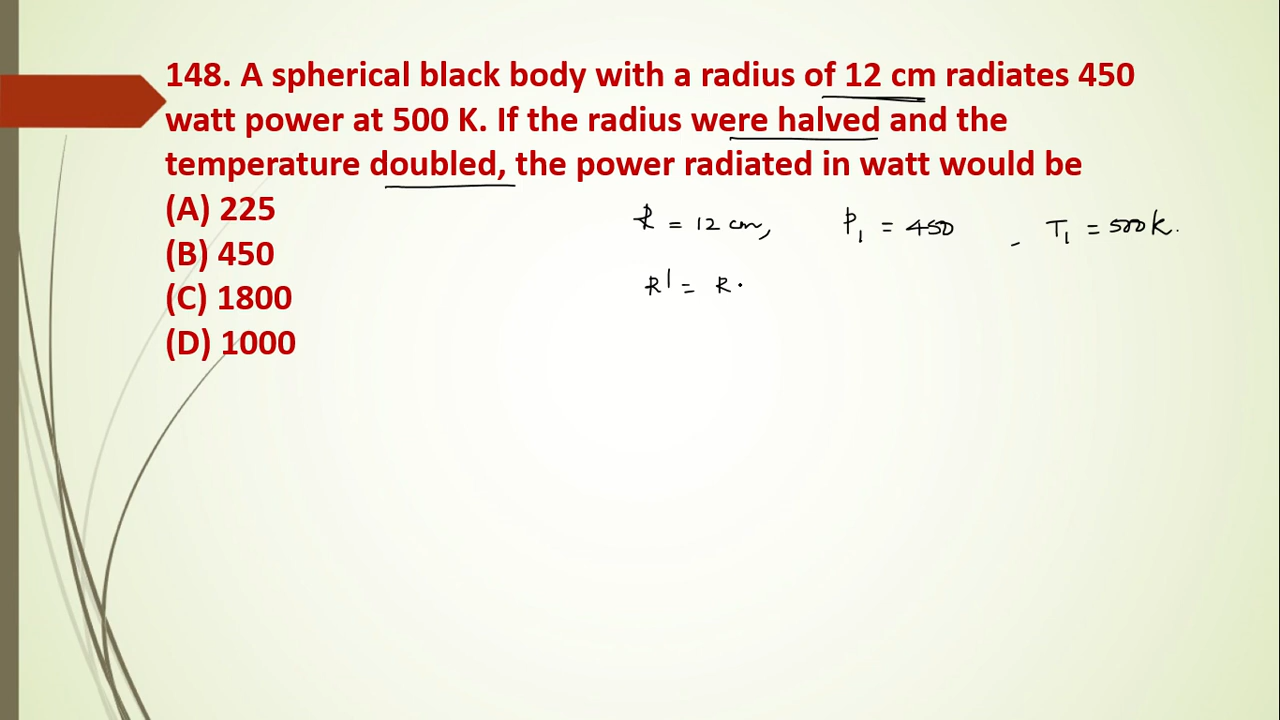 148. A spherical black body with a radius of 12 cm radiates 450
watt power at 500 K. If the radius were halved and the
temperature doubled, the power radiated in watt would be
(A) 225
(B) 450
(C) 1800
(D) 1000
R = 12 cm, P₁ = 450 - T₁ = 500 K.
R' = R.